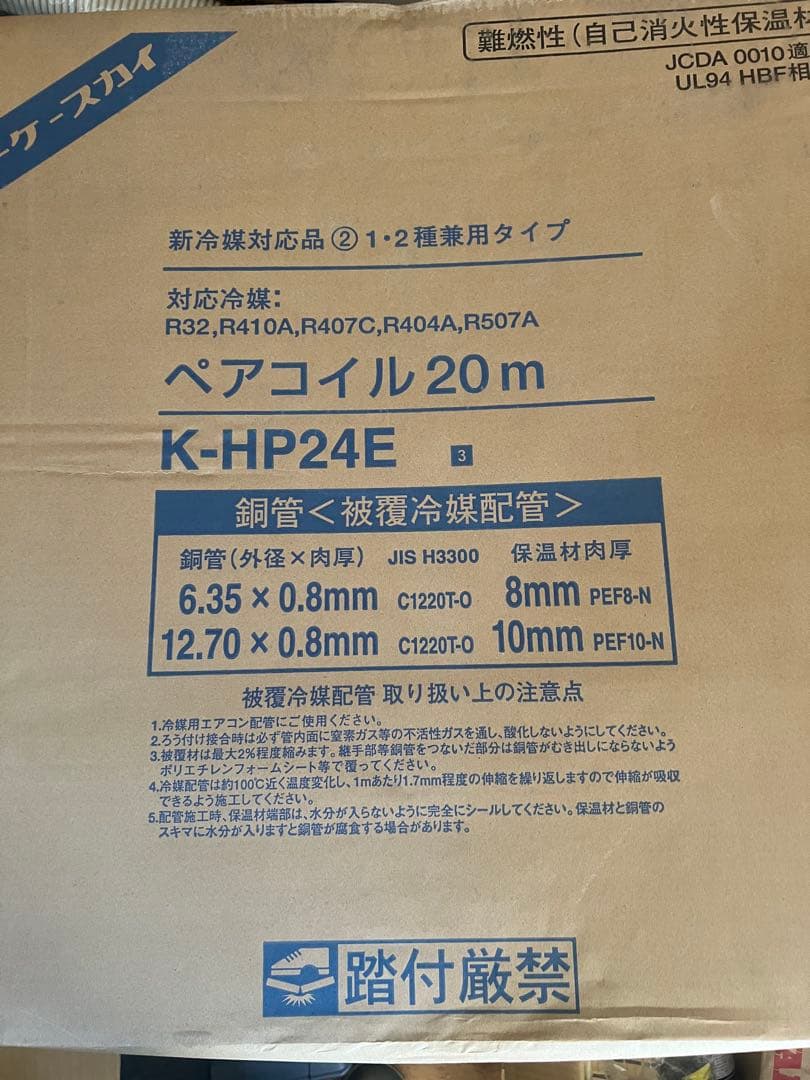 難燃性(自己消火性保温材
JCDA 0010適
UL94 HBF相
ーケースカイ
新冷媒対応品②1・2種兼用タイプ
対応冷媒:
R32,R410A,R407C,R404A,R507A
ペアコイル20m
K-HP24E 3
銅管<被覆冷媒配管>
銅管(外径×肉厚) JIS H3300 保温材肉厚
6.35×0.8mm C1220T-O 8mm PEF8-N
12.70×0.8mm C1220T-O 10mm PEF10-N
被覆冷媒配管 取り扱い上の注意点
1.冷媒用エアコン配管にご使用ください。
2.ろう付け接合時は必ず管内面に窒素ガス等の不活性ガスを通し、酸化しないようにしてください。
3.被覆材は最大2%程度縮みます。継手部等銅管をつないだ部分は銅管がむき出しにならないよう
ポリエチレンフォームシート等で覆ってください。
4.冷媒配管は約100℃近く温度変化し、1mあたり1.7mm程度の伸縮を繰り返しますので伸縮が吸収
できるよう施工してください。
5.配管施工時、保温材端部は、水分が入らないように完全にシールしてください。保温材と銅管の
スキマに水分が入りますと銅管が腐食する場合があります。
踏付厳禁